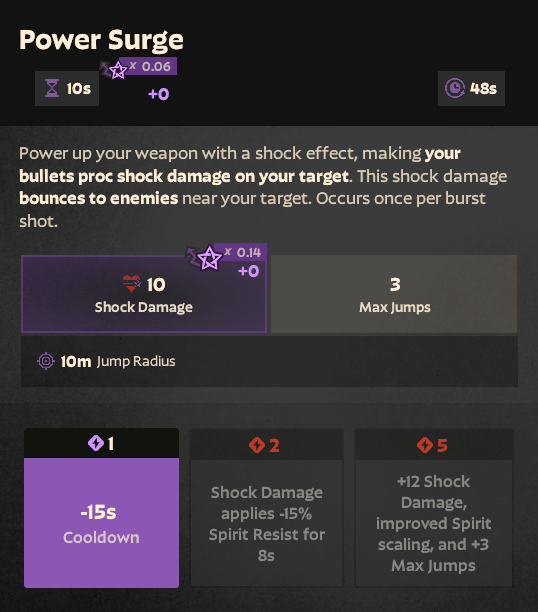 Power Surge
x 0.06
10s
+0
48s
Power up your weapon with a shock effect, making your
bullets proc shock damage on your target. This shock damage
bounces to enemies near your target. Occurs once per burst
shot.
x 0.14
+0
10
Shock Damage
3
Max Jumps
10m Jump Radius
1
-15s
Cooldown
2
Shock Damage
applies -15%
Spirit Resist for
8s
5
+12 Shock
Damage,
improved Spirit
scaling, and +3
Max Jumps